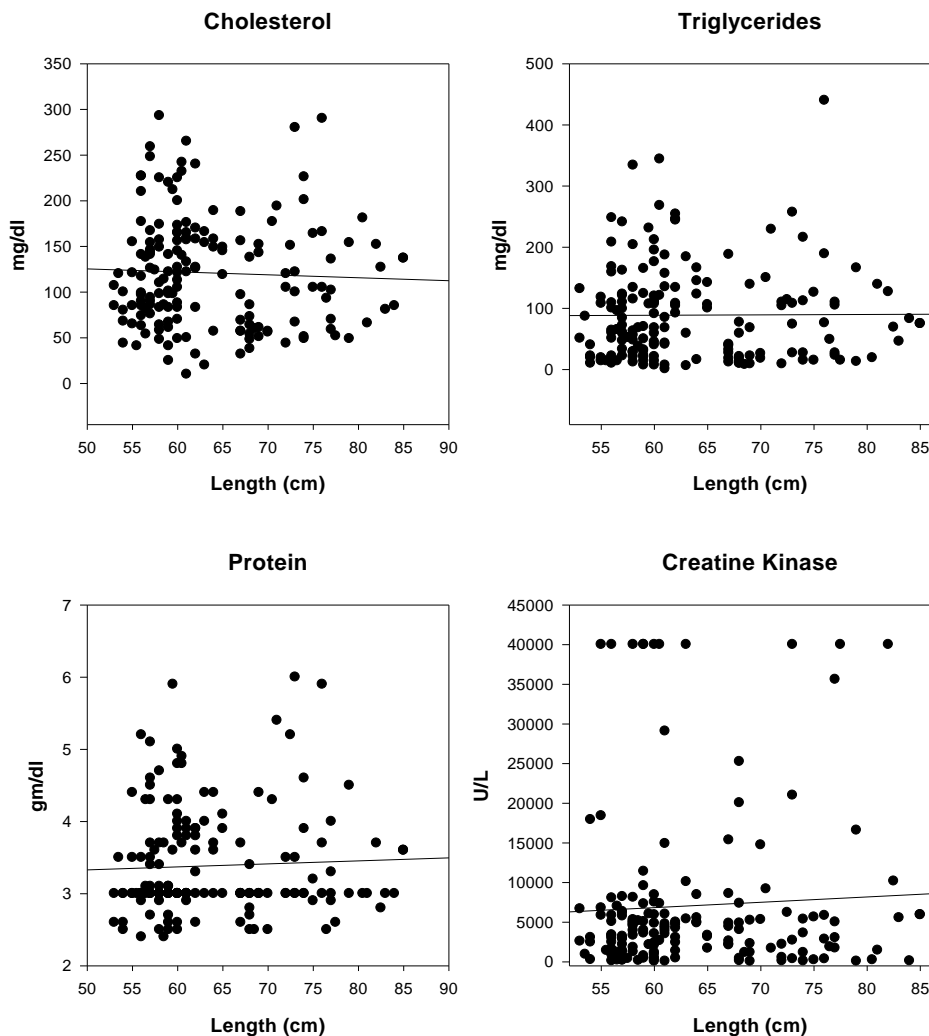 Cholesterol
350
300
250
200
150
100
50
0
mg/dl
50 55 60 65 70 75 80 85 90
Length (cm)
Triglycerides
500
400
300
200
100
0
mg/dl
55 60 65 70 75 80 85
Length (cm)
Protein
7
6
5
4
3
2
gm/dl
50 55 60 65 70 75 80 85 90
Length (cm)
Creatine Kinase
45000
40000
35000
30000
25000
20000
15000
10000
5000
0
U/L
55 60 65 70 75 80 85
Length (cm)